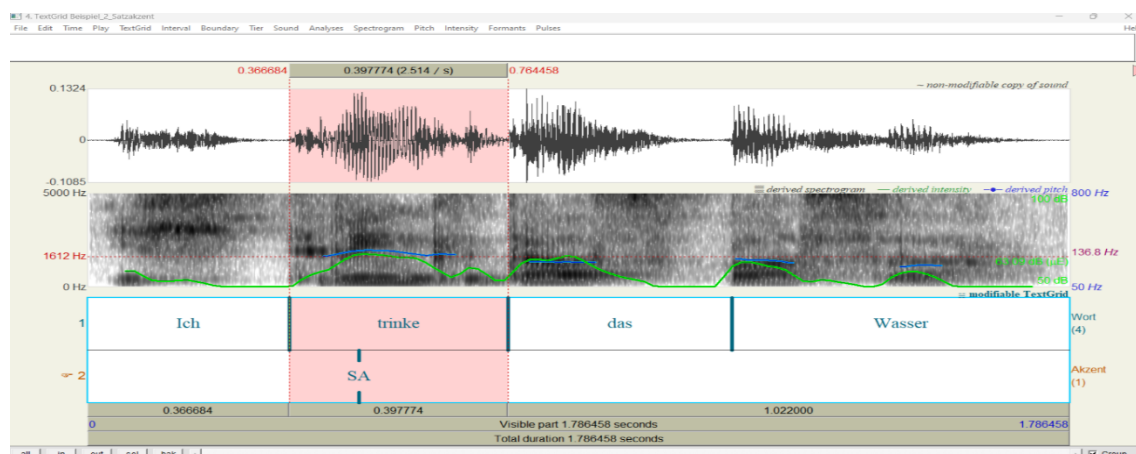 4. TextGrid Beispiel_2_Satzakzent
File Edit Time Play TextGrid Interval Boundary Tier Sound Analyses Spectrogram Pitch Intensity Formants Pulses Hel
0.366684 0.397774 (2.514 / s) 0.764458
0.1324 non-modifiable copy of sound
0
-0.1085
5000 Hz derived spectrogram derived intensity derived pitch 800 Hz
100 dB
1612 Hz 136.8 Hz
0 Hz 50 Hz
modifiable TextGrid
1 Ich trinke das Wasser Wort
(4)
2 SA Akzent
(1)
0.366684 0.397774 1.022000
0 Visible part 1.786458 seconds 1.786458
Total duration 1.786458 seconds
all in out sel bak Group